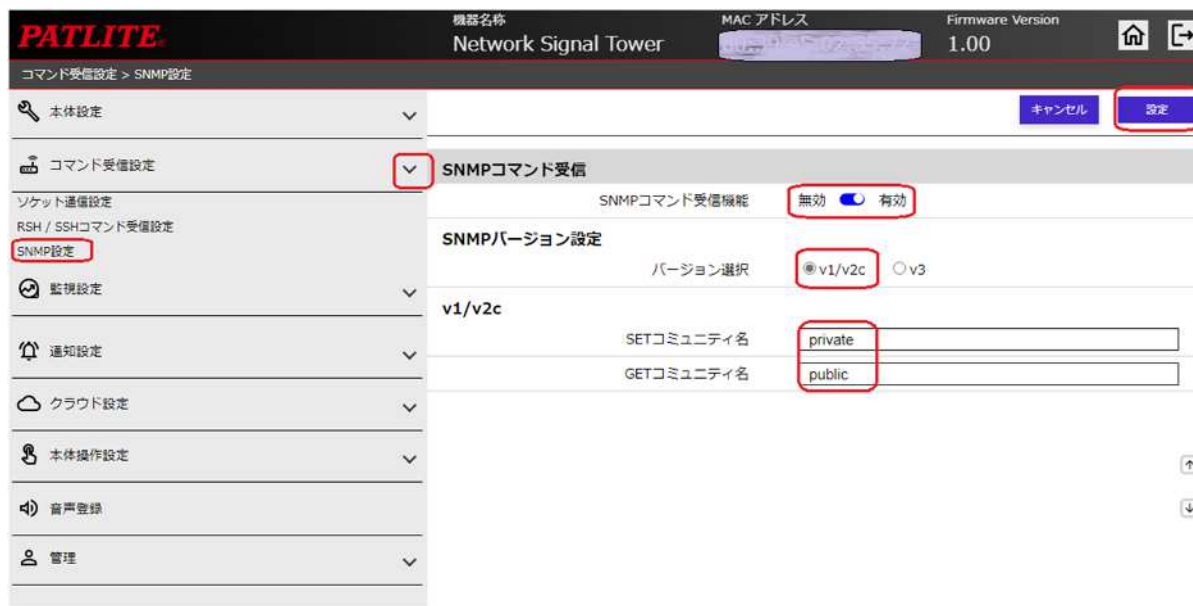 PATLITE
機器名称
Network Signal Tower
MAC アドレス
Firmware Version
1.00
コマンド受信設定 > SNMP設定
本体設定
コマンド受信設定
ソケット通信設定
RSH / SSHコマンド受信設定
SNMP設定
監視設定
通知設定
クラウド設定
本体操作設定
音声登録
管理
キャンセル
設定
SNMPコマンド受信
SNMPコマンド受信機能
無効 有効
SNMPバージョン設定
バージョン選択
v1/v2c v3
v1/v2c
SETコミュニティ名 private
GETコミュニティ名 public